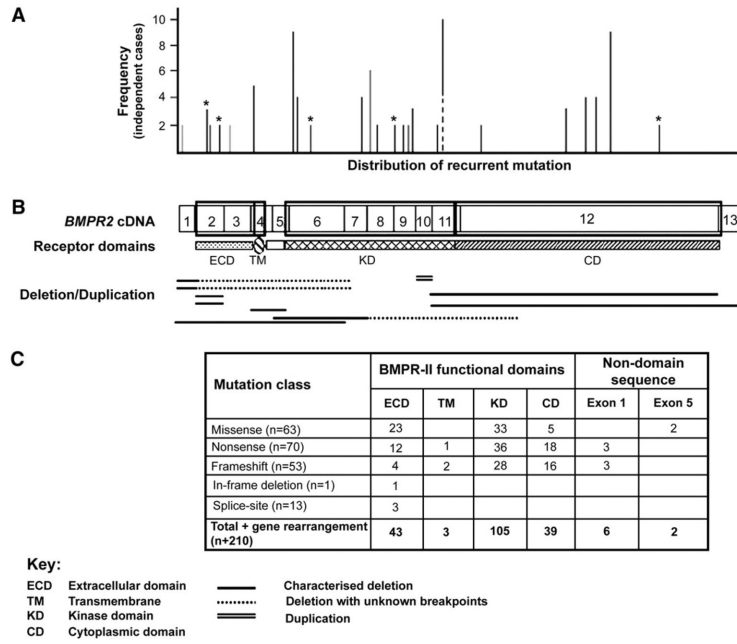 A
Frequency
(independent cases)
10
8
6
4
2
* * * * *
Distribution of recurrent mutation
B
BMPR2 cDNA
1 2 3 4 5 6 7 8 9 10 11 12 13
Receptor domains
ECD TM KD CD
Deletion/Duplication
C
Mutation class
BMPR-II functional domains
Non-domain
sequence
ECD TM KD CD Exon 1 Exon 5
Missense (n=63) 23 33 5 2
Nonsense (n=70) 12 1 36 18 3
Frameshift (n=53) 4 2 28 16 3
In-frame deletion (n=1) 1
Splice-site (n=13) 3
Total + gene rearrangement
(n+210) 43 3 105 39 6 2
Key:
ECD Extracellular domain Characterised deletion
TM Transmembrane Deletion with unknown breakpoints
KD Kinase domain Duplication
CD Cytoplasmic domain